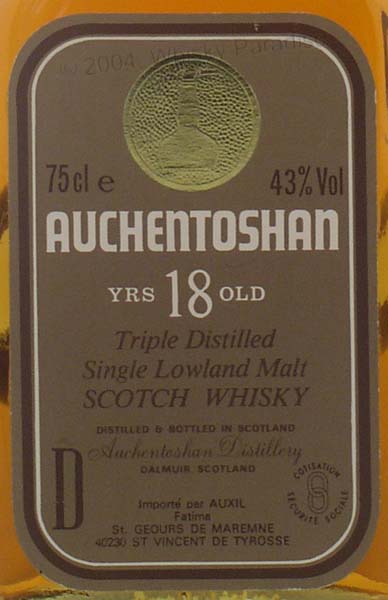 © 2004, Whisky Paradis
75cl e 43% Vol
AUCHENTOSHAN
YRS 18 OLD
Triple Distilled
Single Lowland Malt
SCOTCH WHISKY
DISTILLED & BOTTLED IN SCOTLAND
Auchentoshan Distillery
DALMUIR, SCOTLAND
D
COTISATION
SÉCURITÉ SOCIALE
Importé par AUXIL
Fatima
St. GEOURS DE MAREMNE
40230 ST VINCENT DE TYROSSE